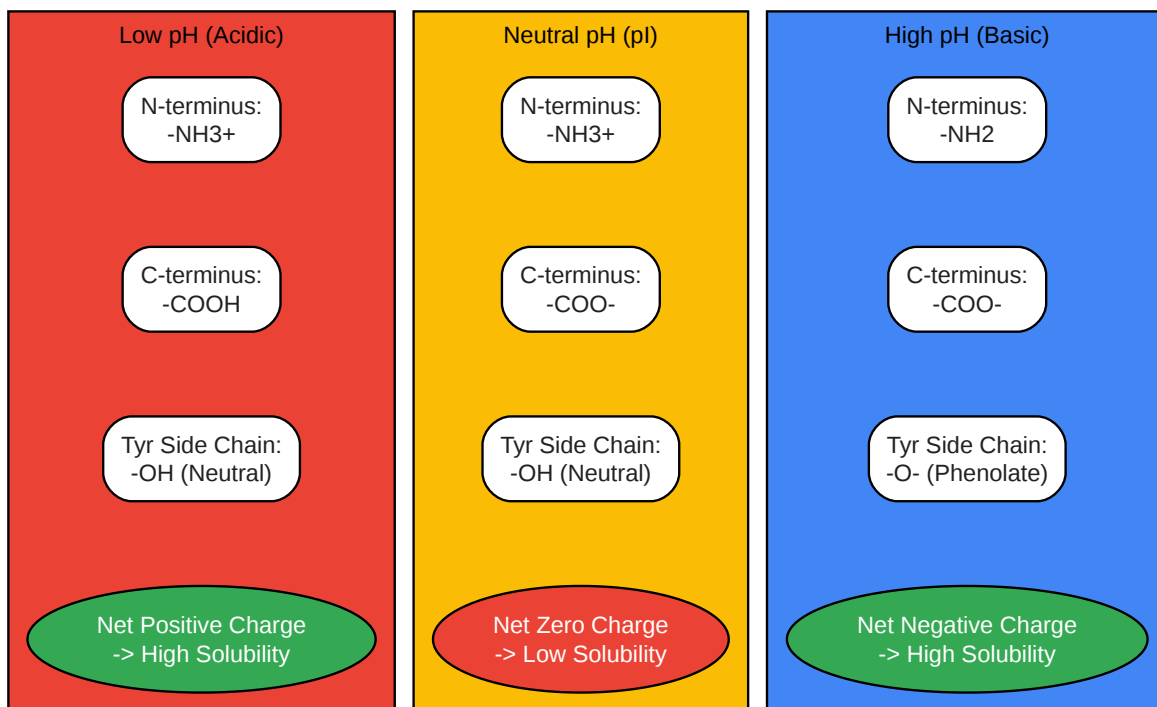 Low pH (Acidic)
N-terminus:
-NH3+
C-terminus:
-COOH
Tyr Side Chain:
-OH (Neutral)
Net Positive Charge
-> High Solubility
Neutral pH (pI)
N-terminus:
-NH3+
C-terminus:
-COO-
Tyr Side Chain:
-OH (Neutral)
Net Zero Charge
-> Low Solubility
High pH (Basic)
N-terminus:
-NH2
C-terminus:
-COO-
Tyr Side Chain:
-O- (Phenolate)
Net Negative Charge
-> High Solubility